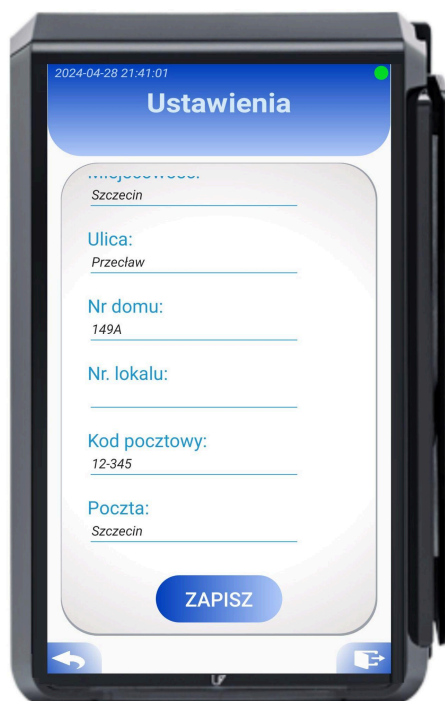 2024-04-28 21:41:01
Ustawienia
Miejscowość:
Szczecin
Ulica:
Przecław
Nr domu:
149A
Nr. lokalu:
Kod pocztowy:
12-345
Poczta:
Szczecin
ZAPISZ